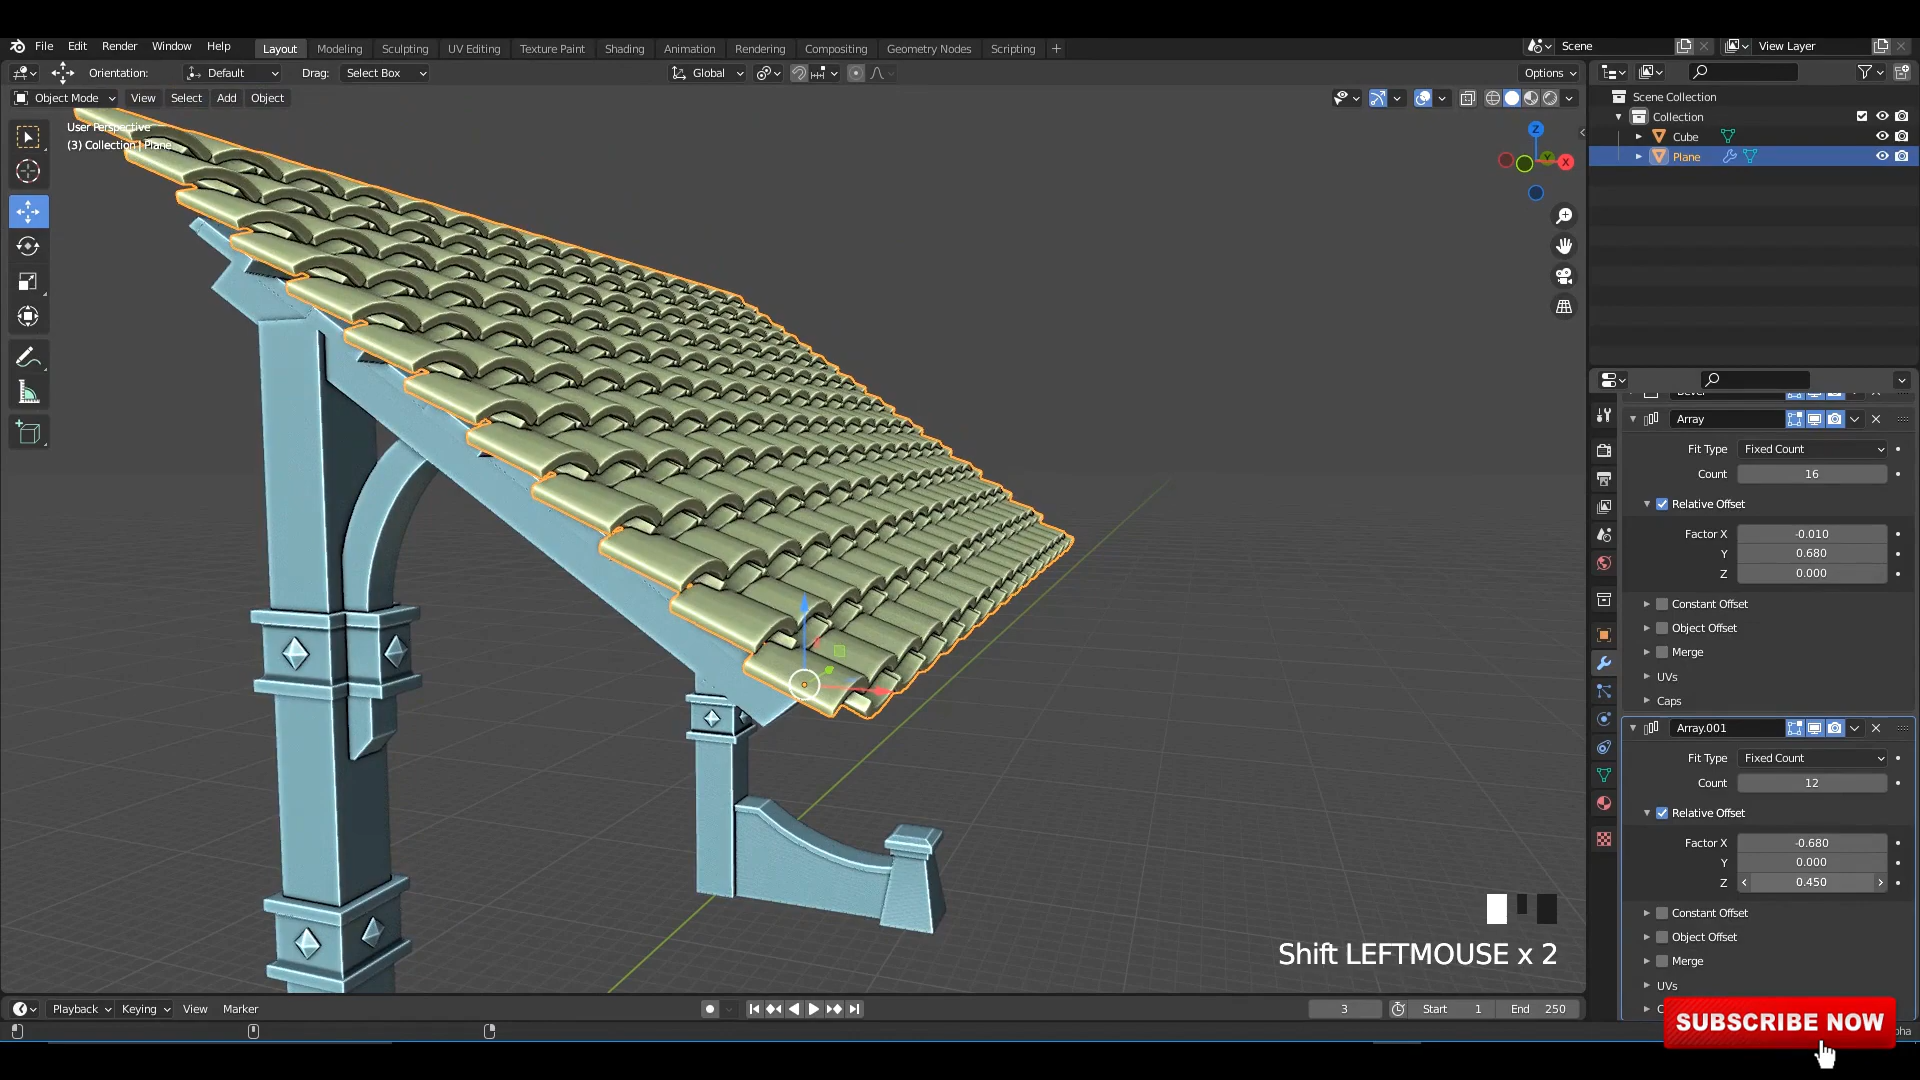 File Edit Render Window Help Layout Modeling Sculpting UV Editing Texture Paint Shading Animation Rendering Compositing Geometry Nodes Scripting + Scene View Layer
Orientation: Default Drag: Select Box Global Options
Object Mode View Select Add Object
User Perspective
(3) Collection | Plane
Z
X
Scene Collection
Collection
Cube
Plane
Array
Fit Type Fixed Count
Count 16
Relative Offset
Factor X -0.010
Y 0.680
Z 0.000
Constant Offset
Object Offset
Merge
UVs
Caps
Array.001
Fit Type Fixed Count
Count 12
Relative Offset
Factor X -0.680
Y 0.000
Z 0.450
Constant Offset
Object Offset
Merge
UVs
Shift LEFTMOUSE x 2
Playback Keying View Marker 3 Start 1 End 250
SUBSCRIBE NOW